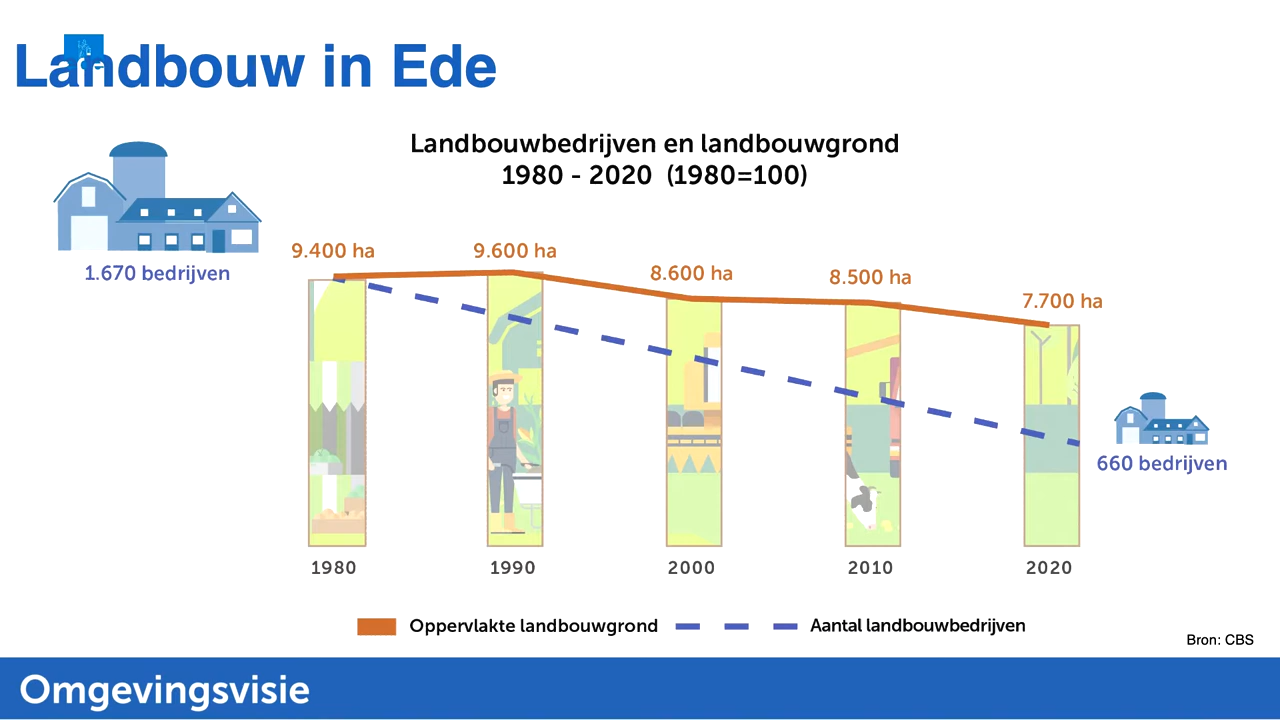 Landbouw in Ede
Landbouwbedrijven en landbouwgrond
1980 - 2020 (1980=100)
9.400 ha
9.600 ha
8.600 ha
8.500 ha
7.700 ha
1.670 bedrijven
660 bedrijven
1980
1990
2000
2010
2020
Oppervlakte landbouwgrond
Aantal landbouwbedrijven
Bron: CBS
Omgevingsvisie